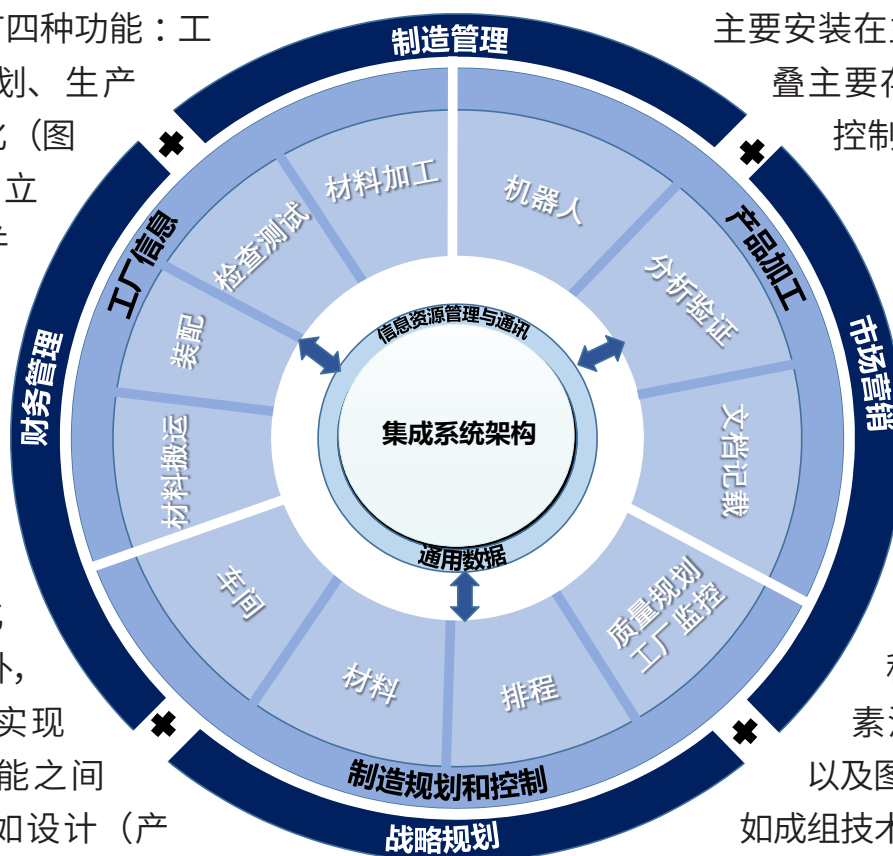 有四种功能：工
划、生产
化（图
立
件
主要安装在
叠主要存
控制
制造管理
市场营销
战略规划
财务管理
工厂信息
产品加工
制造规划和控制
材料加工
机器人
检查测试
分析验证
装配
文档记载
材料搬运
质量规划
工厂监控
车间
材料
排程
信息资源管理与通讯
集成系统架构
通用数据
外，
实现
能之间
如设计（产
素
以及图
如成组技术